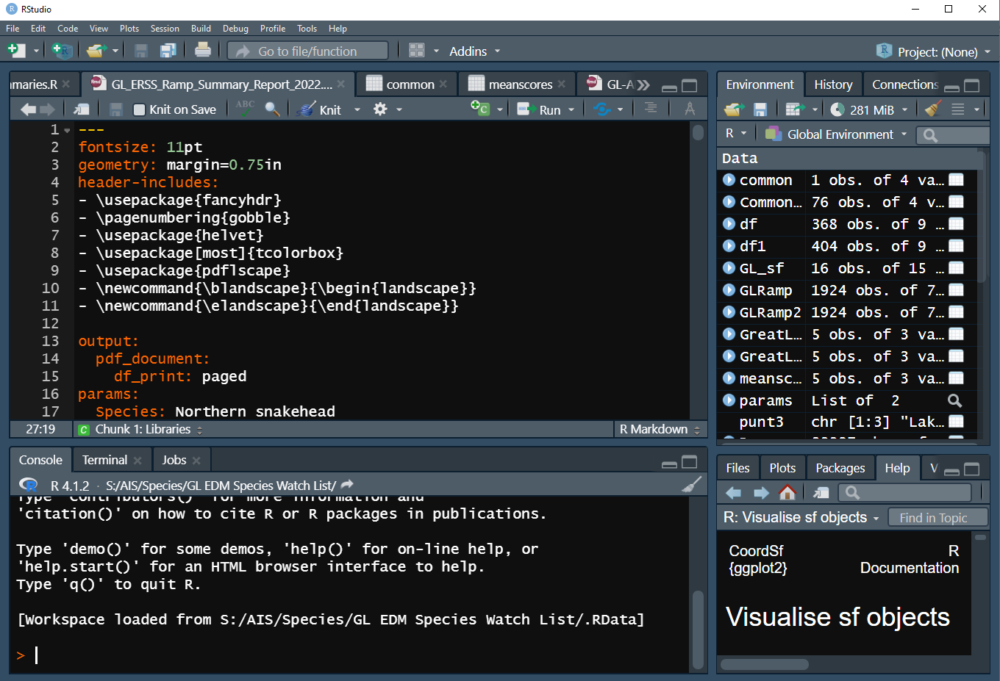 RStudio
File Edit Code View Plots Session Build Debug Profile Tools Help
Go to file/function Addins Project: (None)
maries.R GL_ERSS_Ramp_Summary_Report_2022.... common meanscores GL-A
Knit on Save ABC Knit Run
1 ---
2 fontsize: 11pt
3 geometry: margin=0.75in
4 header-includes:
5 - \usepackage{fancyhdr}
6 - \pagenumbering{gobble}
7 - \usepackage{helvet}
8 - \usepackage[most]{tcolorbox}
9 - \usepackage{pdflscape}
10 - \newcommand{\blandscape}{\begin{landscape}}
11 - \newcommand{\elandscape}{\end{landscape}}
12
13 output:
14 pdf_document:
15 df_print: paged
16 params:
17 Species: Northern snakehead
27:19 C Chunk 1: Libraries R Markdown
Console Terminal Jobs
R 4.1.2 · S:/AIS/Species/GL EDM Species Watch List/
Type 'contributors()' for more information and
'citation()' on how to cite R or R packages in publications.
Type 'demo()' for some demos, 'help()' for on-line help, or
'help.start()' for an HTML browser interface to help.
Type 'q()' to quit R.
[Workspace loaded from S:/AIS/Species/GL EDM Species Watch List/.RData]
>
Environment History Connections
281 MiB
R Global Environment
Data
common 1 obs. of 4 va...
Common... 76 obs. of 4 v...
df 368 obs. of 9 ...
df1 404 obs. of 9 ...
GL_sf 16 obs. of 15 ...
GLRamp 1924 obs. of 7...
GLRamp2 1924 obs. of 7...
GreatL... 5 obs. of 3 va...
GreatL... 5 obs. of 3 va...
meansc... 5 obs. of 3 va...
params List of 2
punt3 chr [1:3] "Lak...
Files Plots Packages Help V
R: Visualise sf objects Find in Topic
CoordSf R
{ggplot2} Documentation
Visualise sf objects